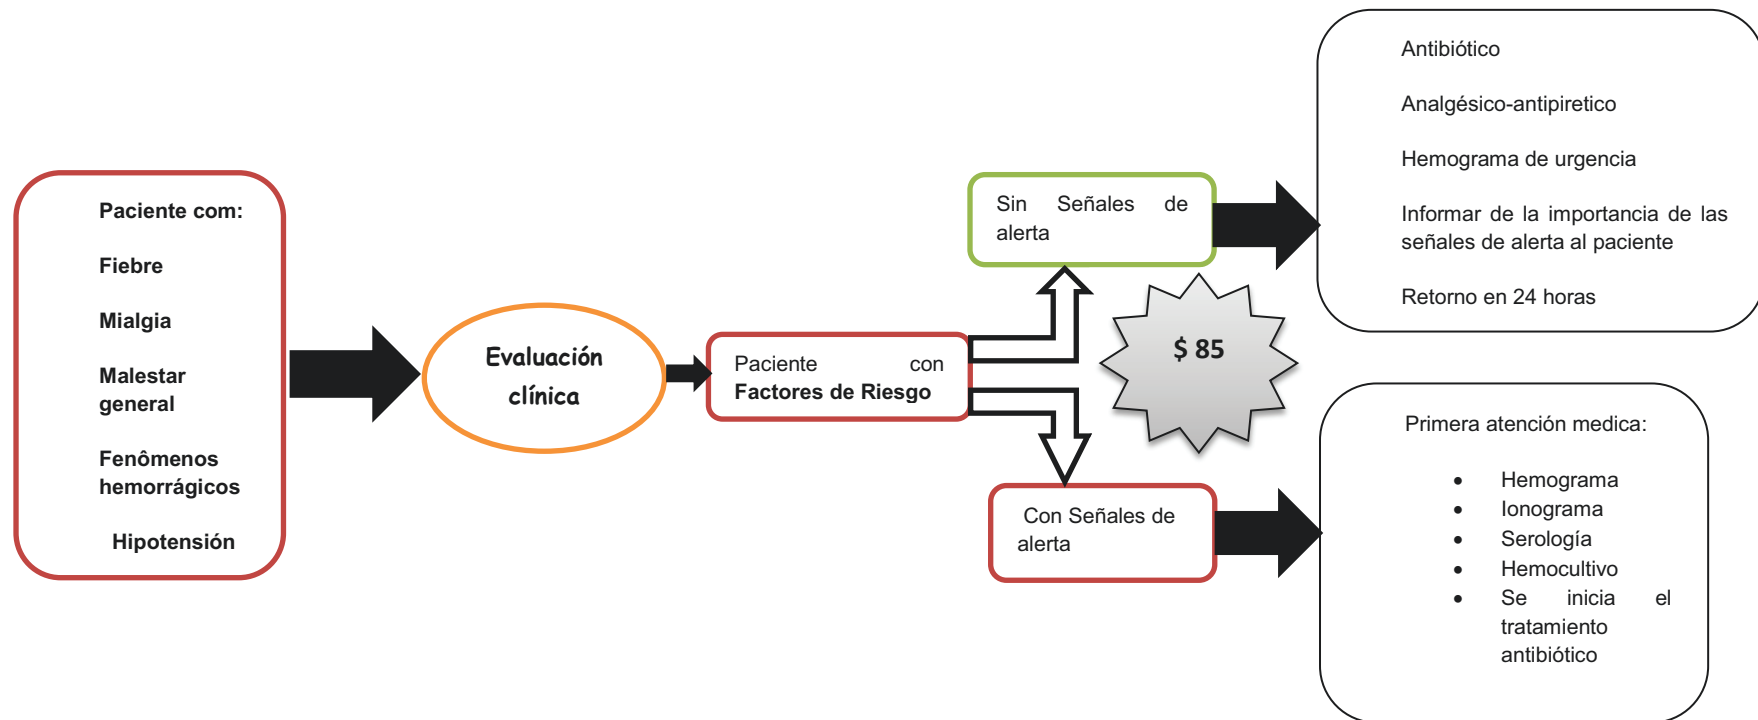 Paciente com:
Fiebre
Mialgia
Malestar
general
Fenômenos
hemorrágicos
Hipotensión
Evaluación
clínica
Paciente con
Factores de Riesgo
Sin Señales de
alerta
$ 85
Con Señales de
alerta
Antibiótico
Analgésico-antipiretico
Hemograma de urgencia
Informar de la importancia de las
señales de alerta al paciente
Retorno en 24 horas
Primera atención medica:
• Hemograma
• Ionograma
• Serología
• Hemocultivo
• Se inicia el
tratamiento
antibiótico